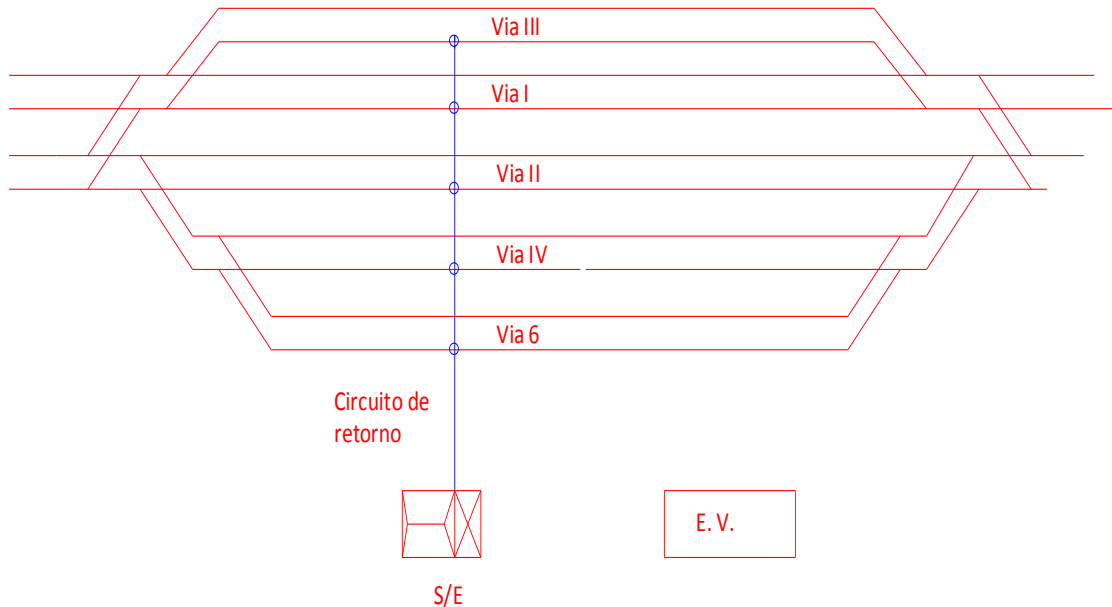 Via III
Via I
Via II
Via IV
Via 6
Circuito de
retorno
E. V.
S/E